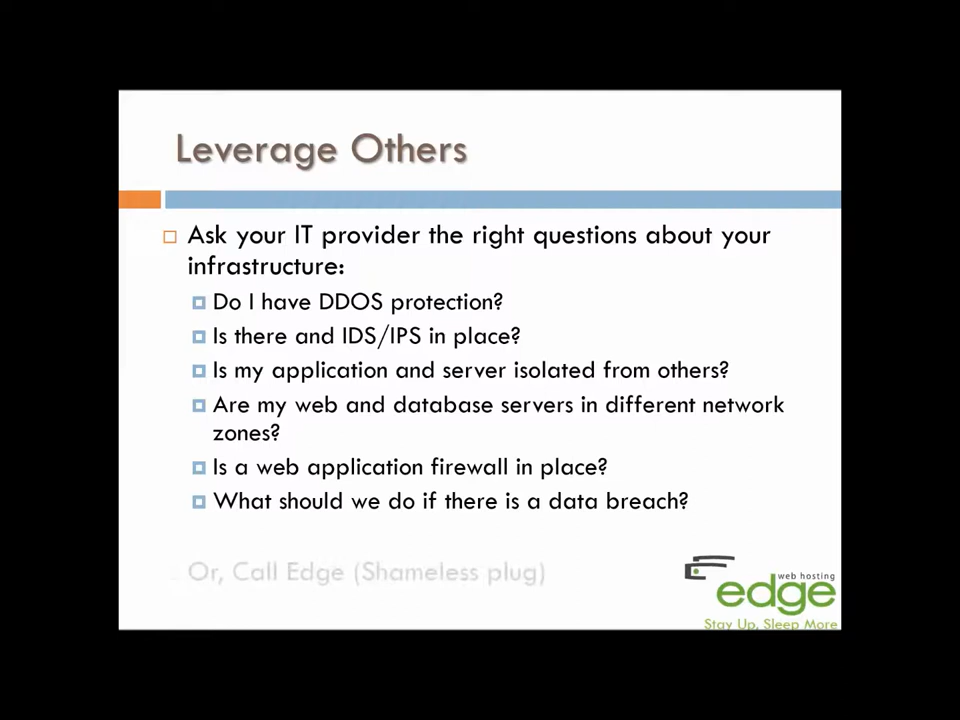 Leverage Others
Ask your IT provider the right questions about your
infrastructure:
Do I have DDOS protection?
Is there and IDS/IPS in place?
Is my application and server isolated from others?
Are my web and database servers in different network
zones?
Is a web application firewall in place?
What should we do if there is a data breach?
Or, Call Edge (Shameless plug)
web hosting
edge
Stay Up, Sleep More